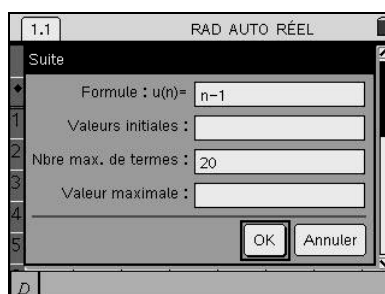 1.1 RAD AUTO RÉEL
Suite
Formule : u(n)= n-1
Valeurs initiales :
1
2
Nbre max. de termes : 20
3
Valeur maximale :
4
5
OK Annuler
D